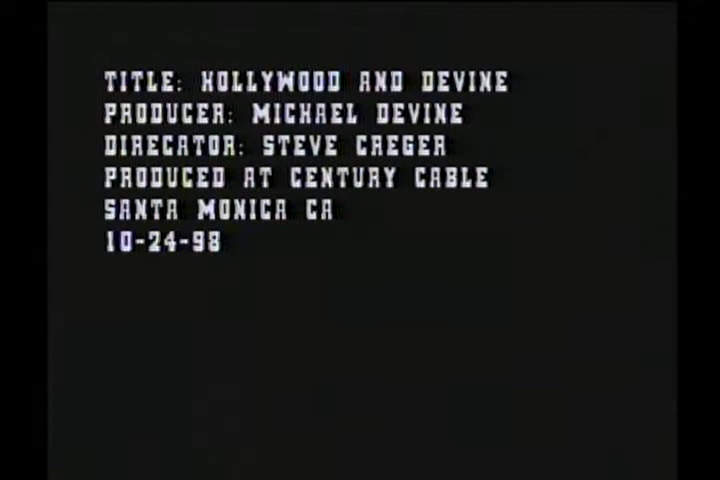 TITLE: HOLLYWOOD AND DEVINE
PRODUCER: MICHAEL DEVINE
DIRECATOR: STEVE CREGER
PRODUCED AT CENTURY CABLE
SANTA MONICA CA
10-24-98